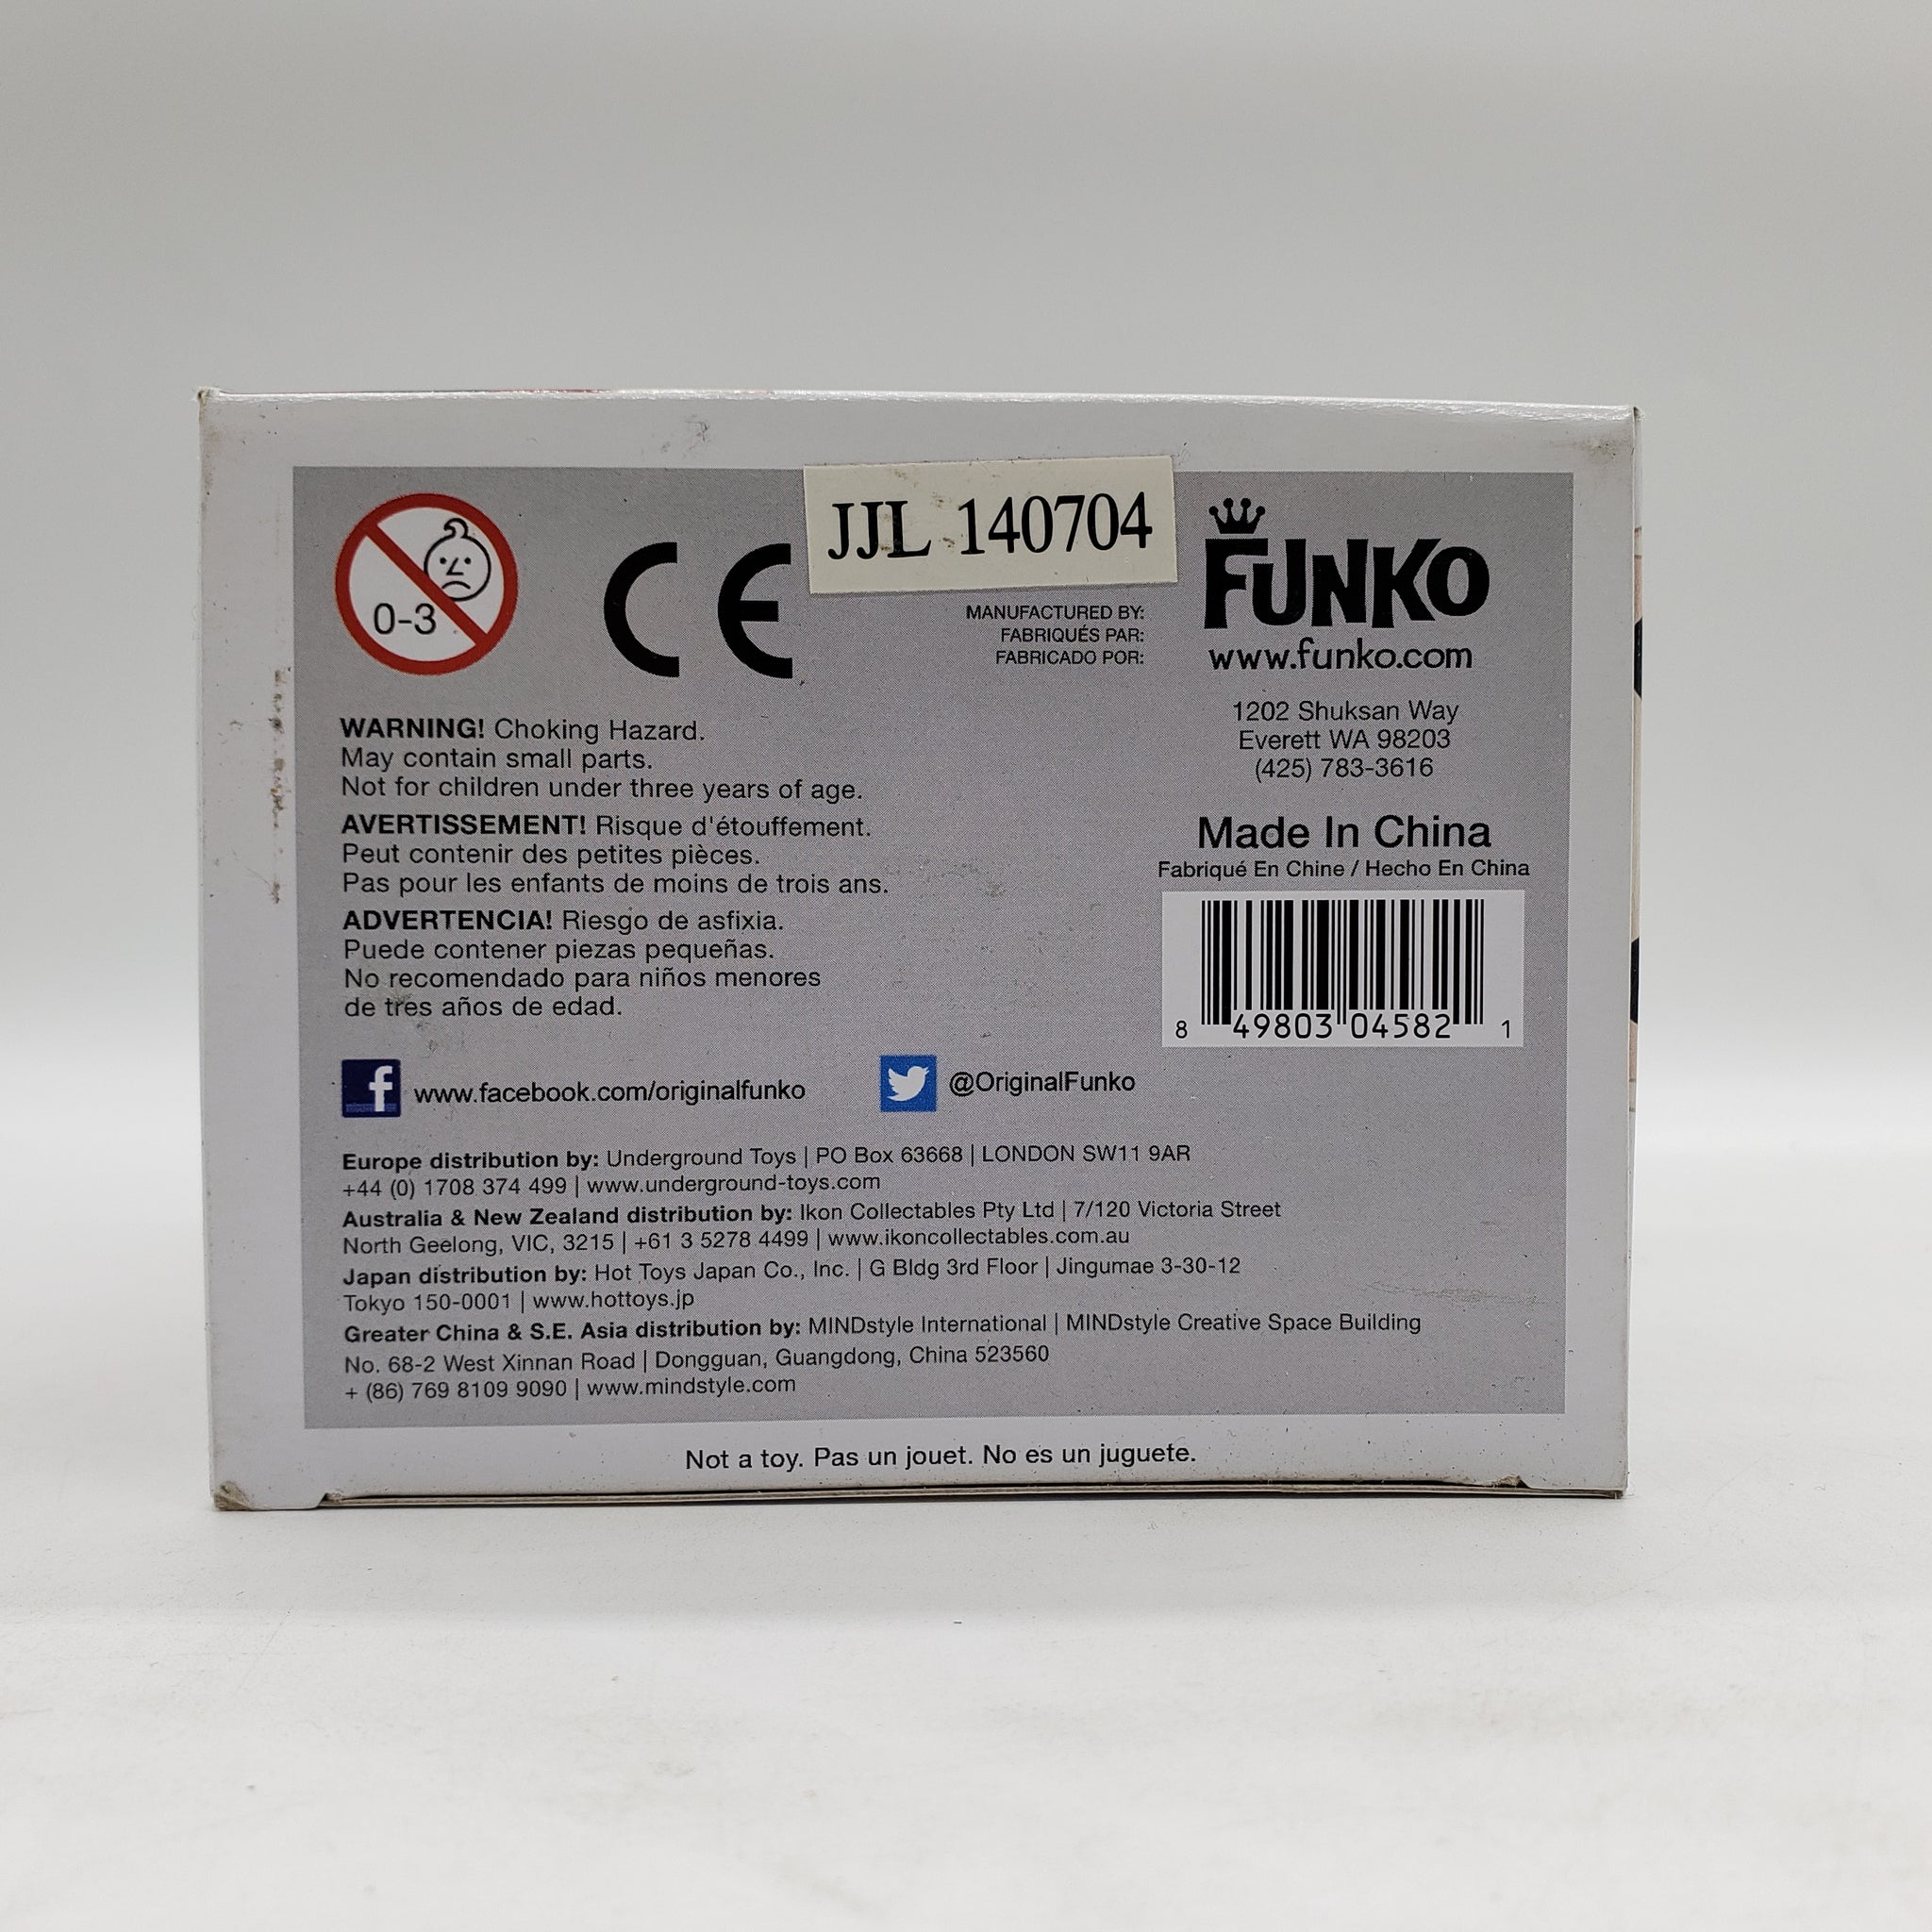 JJL 140704
0-3
CE
MANUFACTURED BY:
FABRIQUÉS PAR:
FABRICADO POR:
FUNKO
www.funko.com
1202 Shuksan Way
Everett WA 98203
(425) 783-3616
WARNING! Choking Hazard.
May contain small parts.
Not for children under three years of age.
AVERTISSEMENT! Risque d'étouffement.
Peut contenir des petites pièces.
Pas pour les enfants de moins de trois ans.
ADVERTENCIA! Riesgo de asfixia.
Puede contener piezas pequeñas.
No recomendado para niños menores
de tres años de edad.
Made In China
Fabriqué En Chine / Hecho En China
8 49803 04582 1
f www.facebook.com/originalfunko
@OriginalFunko
Europe distribution by: Underground Toys | PO Box 63668 | LONDON SW11 9AR
+44 (0) 1708 374 499 | www.underground-toys.com
Australia & New Zealand distribution by: Ikon Collectables Pty Ltd | 7/120 Victoria Street
North Geelong, VIC, 3215 | +61 3 5278 4499 | www.ikoncollectables.com.au
Japan distribution by: Hot Toys Japan Co., Inc. | G Bldg 3rd Floor | Jingumae 3-30-12
Tokyo 150-0001 | www.hottoys.jp
Greater China & S.E. Asia distribution by: MINDstyle International | MINDstyle Creative Space Building
No. 68-2 West Xinnan Road | Dongguan, Guangdong, China 523560
+ (86) 769 8109 9090 | www.mindstyle.com
Not a toy. Pas un jouet. No es un juguete.